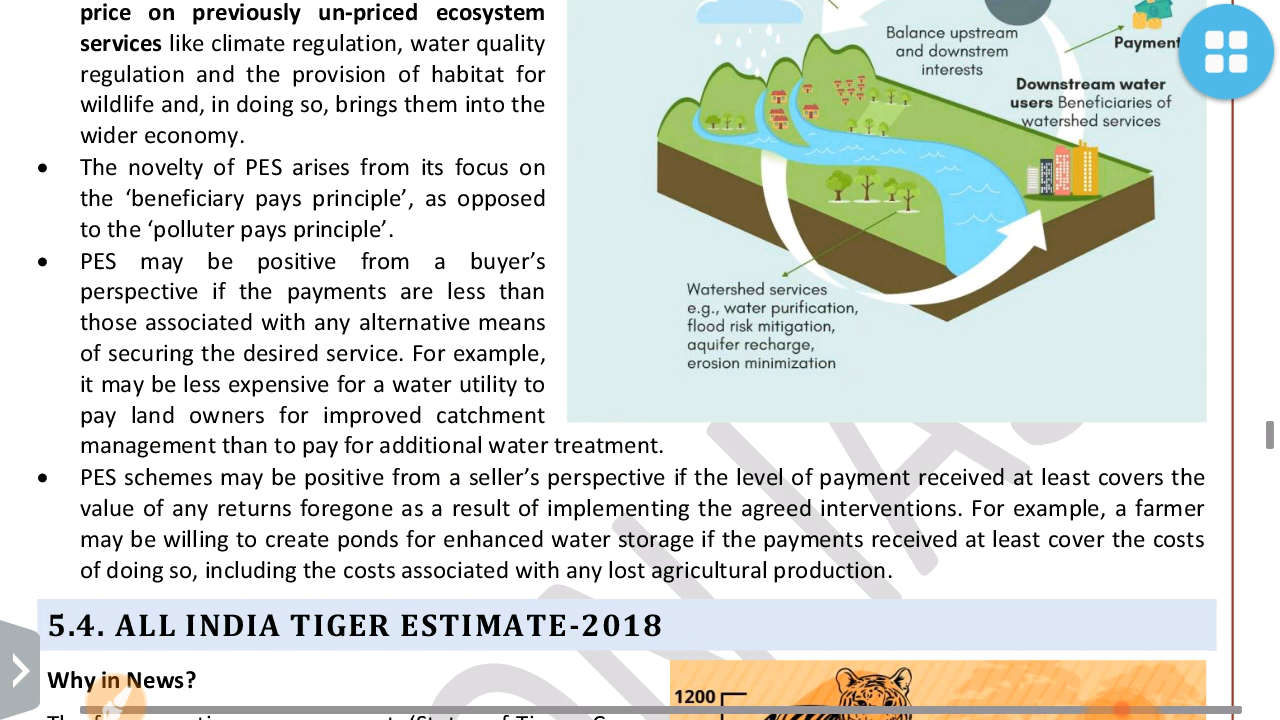 price on previously un-priced ecosystem
services like climate regulation, water quality
regulation and the provision of habitat for
wildlife and, in doing so, brings them into the
wider economy.
• The novelty of PES arises from its focus on
the ‘beneficiary pays principle’, as opposed
to the ‘polluter pays principle’.
• PES may be positive from a buyer’s
perspective if the payments are less than
those associated with any alternative means
of securing the desired service. For example,
it may be less expensive for a water utility to
pay land owners for improved catchment
management than to pay for additional water treatment.
• PES schemes may be positive from a seller’s perspective if the level of payment received at least covers the
value of any returns foregone as a result of implementing the agreed interventions. For example, a farmer
may be willing to create ponds for enhanced water storage if the payments received at least cover the costs
of doing so, including the costs associated with any lost agricultural production.
Balance upstream
and downstrem
interests
Payment
Downstream water
users Beneficiaries of
watershed services
Watershed services
e.g., water purification,
flood risk mitigation,
aquifer recharge,
erosion minimization
5.4. ALL INDIA TIGER ESTIMATE-2018
Why in News?
1200